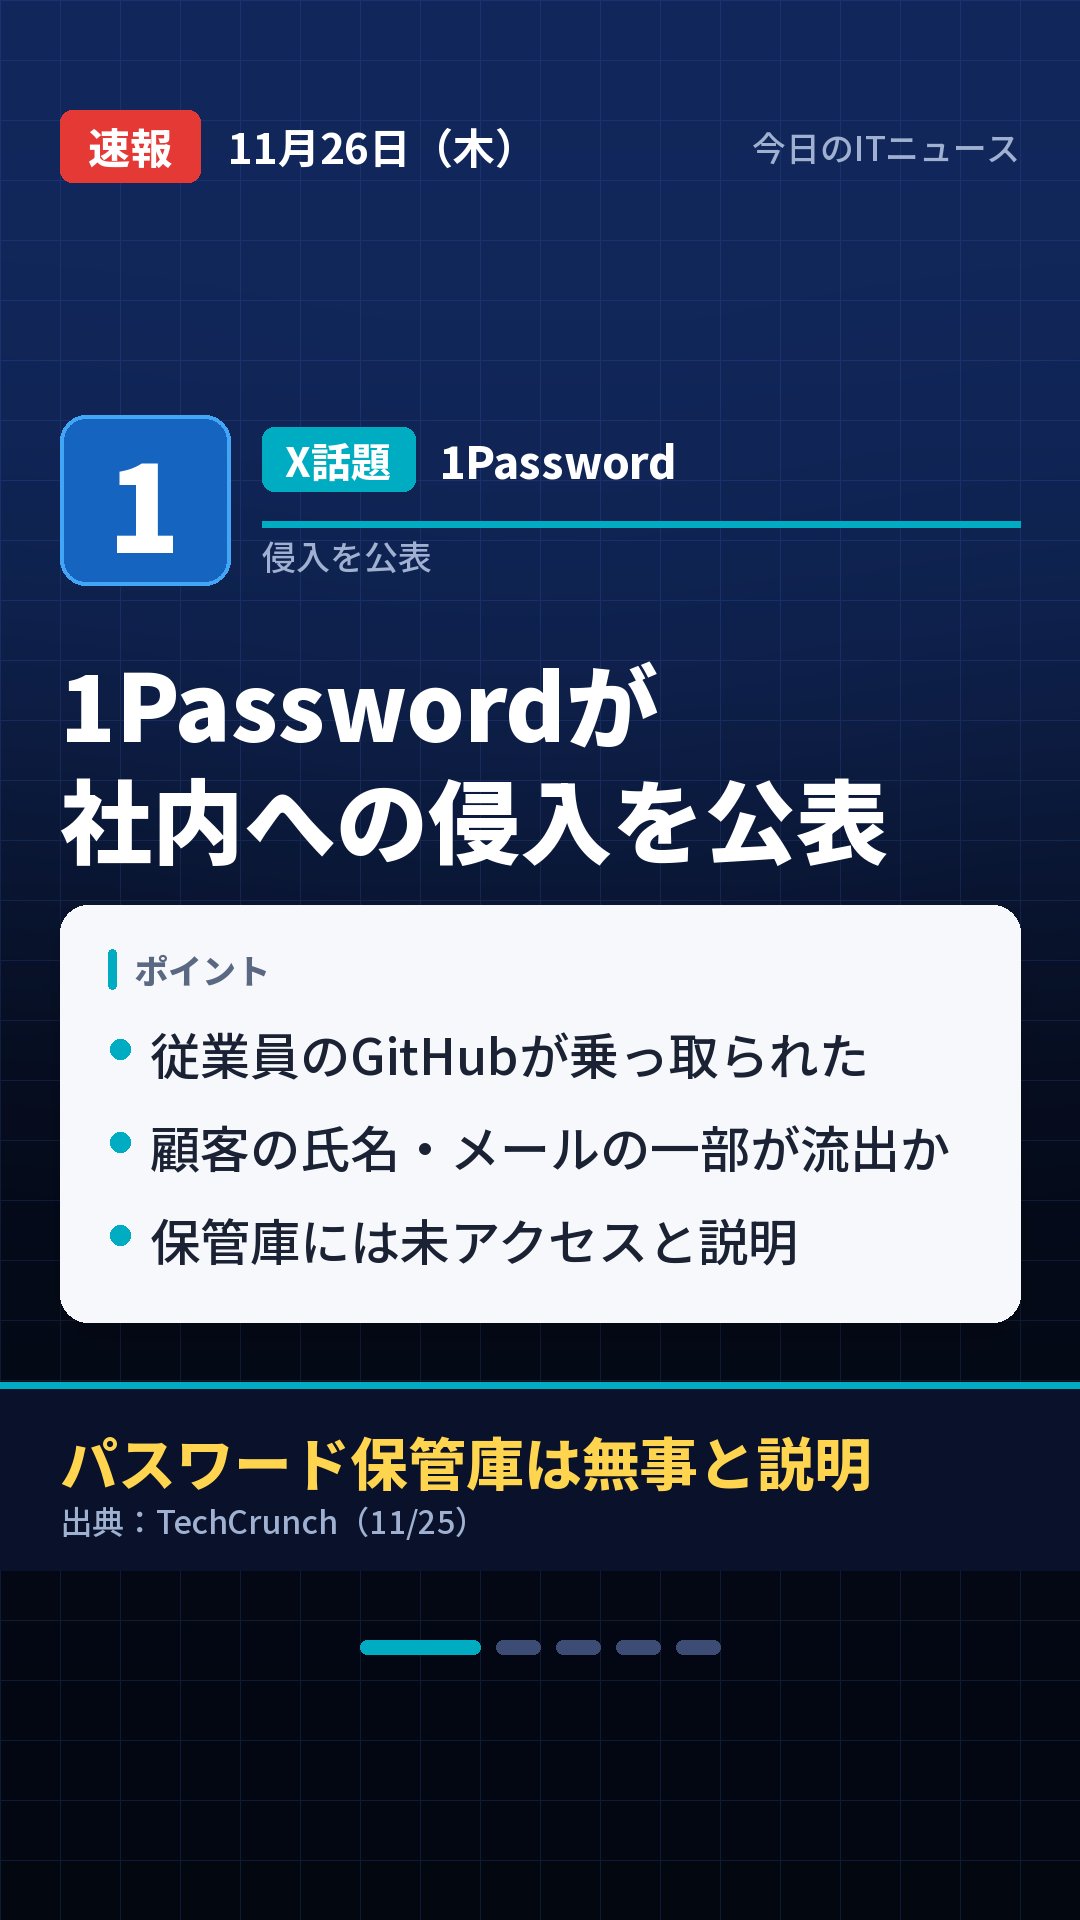 速報 11月26日（木） 今日のITニュース
1
X話題 1Password
侵入を公表
1Passwordが
社内への侵入を公表
ポイント
従業員のGitHubが乗っ取られた
顧客の氏名・メールの一部が流出か
保管庫には未アクセスと説明
パスワード保管庫は無事と説明
出典：TechCrunch（11/25）